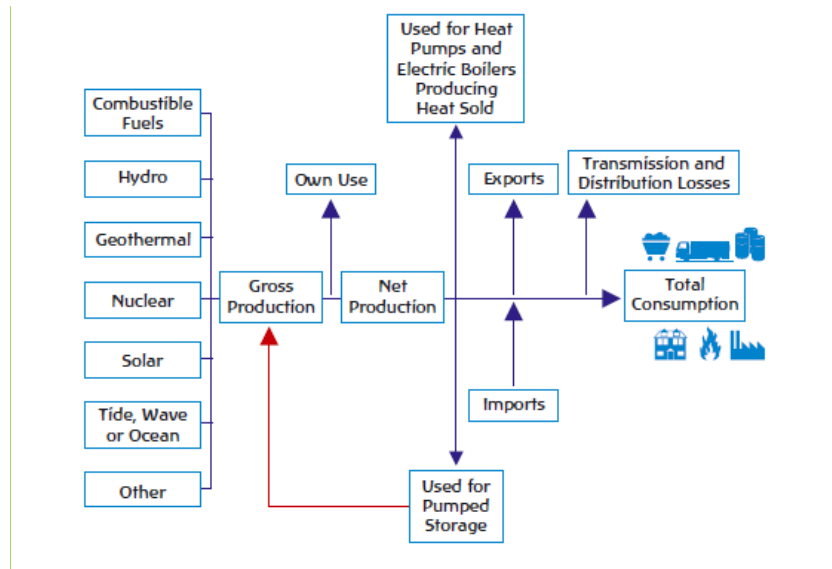 Used for Heat
Pumps and
Electric Boilers
Producing
Heat Sold
Combustible
Fuels
Hydro
Geothermal
Nuclear
Solar
Tide, Wave
or Ocean
Other
Own Use
Exports
Transmission and
Distribution Losses
Gross
Production
Net
Production
Total
Consumption
Imports
Used for
Pumped
Storage